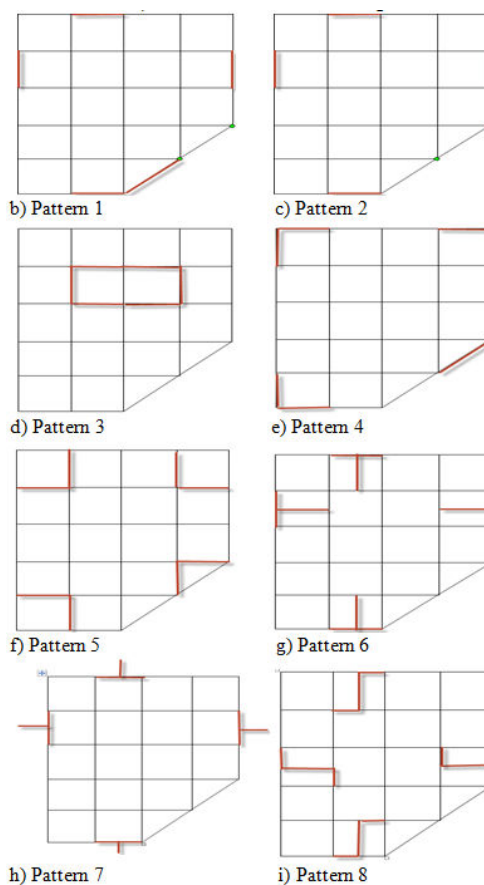 b) Pattern 1
c) Pattern 2
d) Pattern 3
e) Pattern 4
f) Pattern 5
g) Pattern 6
h) Pattern 7
i) Pattern 8